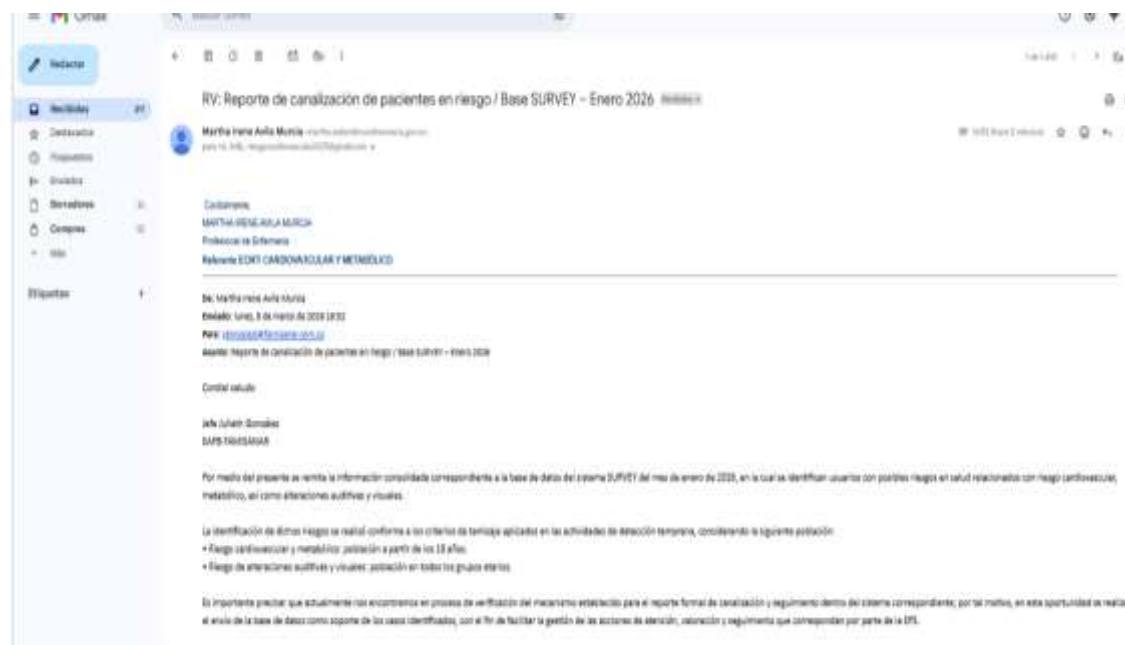 Gmail
Redactar
RV: Reporte de canalización de pacientes en riesgo / Base SURVEY – Enero 2026
Recibidos
Martha Irene Avila Murcia
Destacados
Pospuestos
Enviados
Borradores
Cordialmente,
MARTHA IRENE AVILA MURCIA
Compras
Profesional de Enfermería
Más
Referente ECNT CARDIOVASCULAR Y METABÓLICO
Etiquetas +
De: Martha Irene Avila Murcia
Enviado: lunes, de marzo de 2026
Para:
Asunto: Reporte de canalización de pacientes en riesgo / Base SURVEY – Enero 2026
Cordial saludo
Jefe Julieth González
Por medio del presente se remite la información consolidada correspondiente a la base de datos del sistema SURVEY del mes de enero de 2026, en la cual se identifican usuarios con posibles riesgos en salud relacionados con riesgo cardiovascular,
metabólico, así como alteraciones auditivas y visuales.
La identificación de dichos riesgos se realizó conforme a los criterios de tamizaje aplicados en las actividades de detección temprana, considerando la siguiente población:
• Riesgo cardiovascular y metabólico: población a partir de los 18 años.
• Riesgo de alteraciones auditivas y visuales: población en todos los grupos etarios.
Es importante precisar que actualmente nos encontramos en proceso de verificación del mecanismo establecido para el reporte formal de canalización y seguimiento dentro del sistema correspondiente; por tal motivo, en esta oportunidad se realiza
el envío de la base de datos como soporte de los casos identificados, con el fin de facilitar la gestión de las acciones de atención, valoración y seguimiento que correspondan por parte de la EPS.